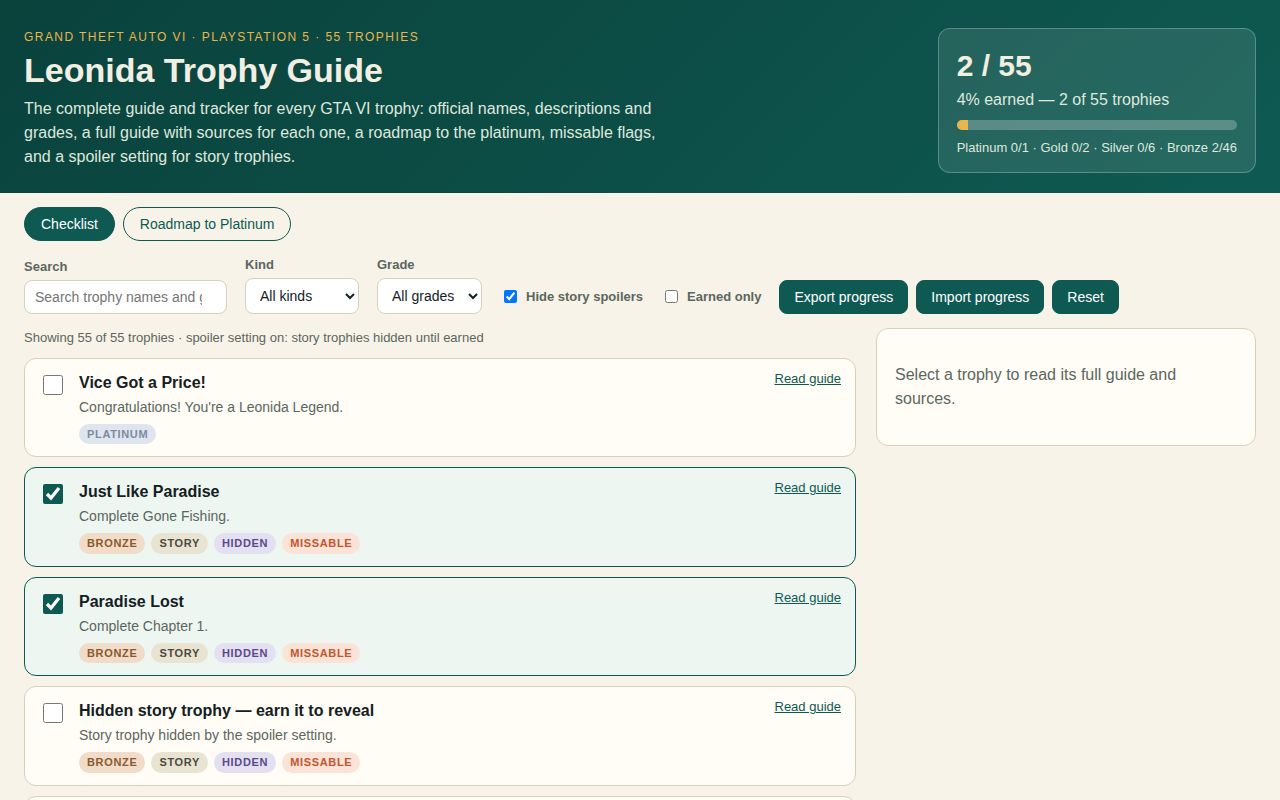 GRAND THEFT AUTO VI · PLAYSTATION 5 · 55 TROPHIES
Leonida Trophy Guide
The complete guide and tracker for every GTA VI trophy: official names, descriptions and
grades, a full guide with sources for each one, a roadmap to the platinum, missable flags,
and a spoiler setting for story trophies.
2 / 55
4% earned — 2 of 55 trophies
Platinum 0/1 · Gold 0/2 · Silver 0/6 · Bronze 2/46
Checklist
Roadmap to Platinum
Search
Search trophy names and
Kind
All kinds
Grade
All grades
Hide story spoilers
Earned only
Export progress
Import progress
Reset
Showing 55 of 55 trophies · spoiler setting on: story trophies hidden until earned
Vice Got a Price!
Read guide
Congratulations! You're a Leonida Legend.
PLATINUM
Just Like Paradise
Read guide
Complete Gone Fishing.
BRONZE STORY HIDDEN MISSABLE
Paradise Lost
Read guide
Complete Chapter 1.
BRONZE STORY HIDDEN MISSABLE
Hidden story trophy — earn it to reveal
Read guide
Story trophy hidden by the spoiler setting.
BRONZE STORY HIDDEN MISSABLE
Select a trophy to read its full guide and
sources.